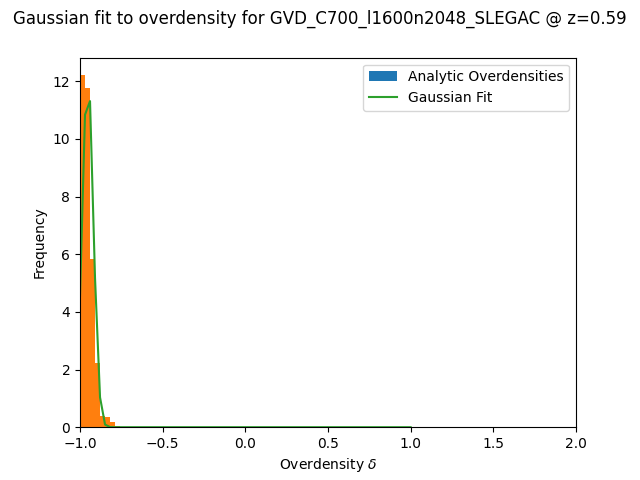 Gaussian fit to overdensity for GVD_C700_l1600n2048_SLEGAC @ z=0.59
Analytic Overdensities
Gaussian Fit
Frequency
12
10
8
6
4
2
0
−1.0 −0.5 0.0 0.5 1.0 1.5 2.0
Overdensity δ